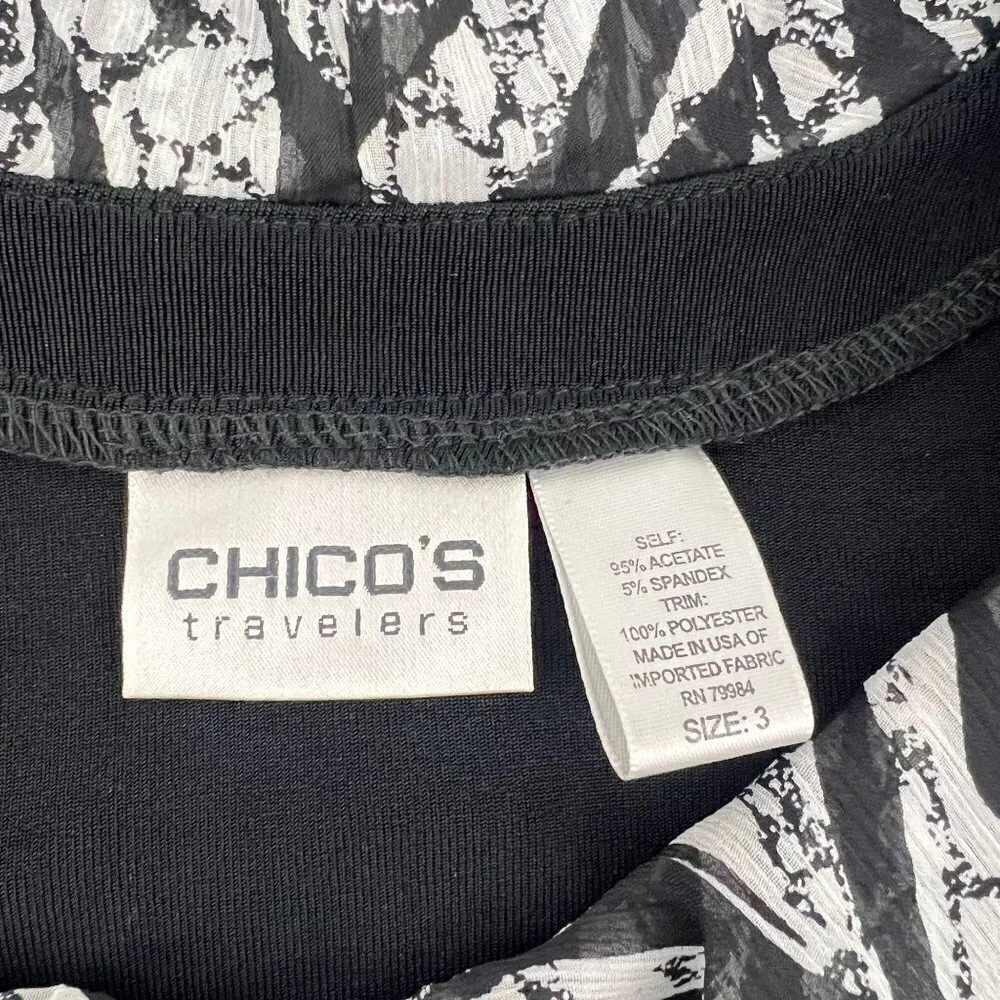 CHICO'S
travelers
SELF:
95% ACETATE
5% SPANDEX
TRIM:
100% POLYESTER
MADE IN USA OF
IMPORTED FABRIC
RN 79984
SIZE: 3